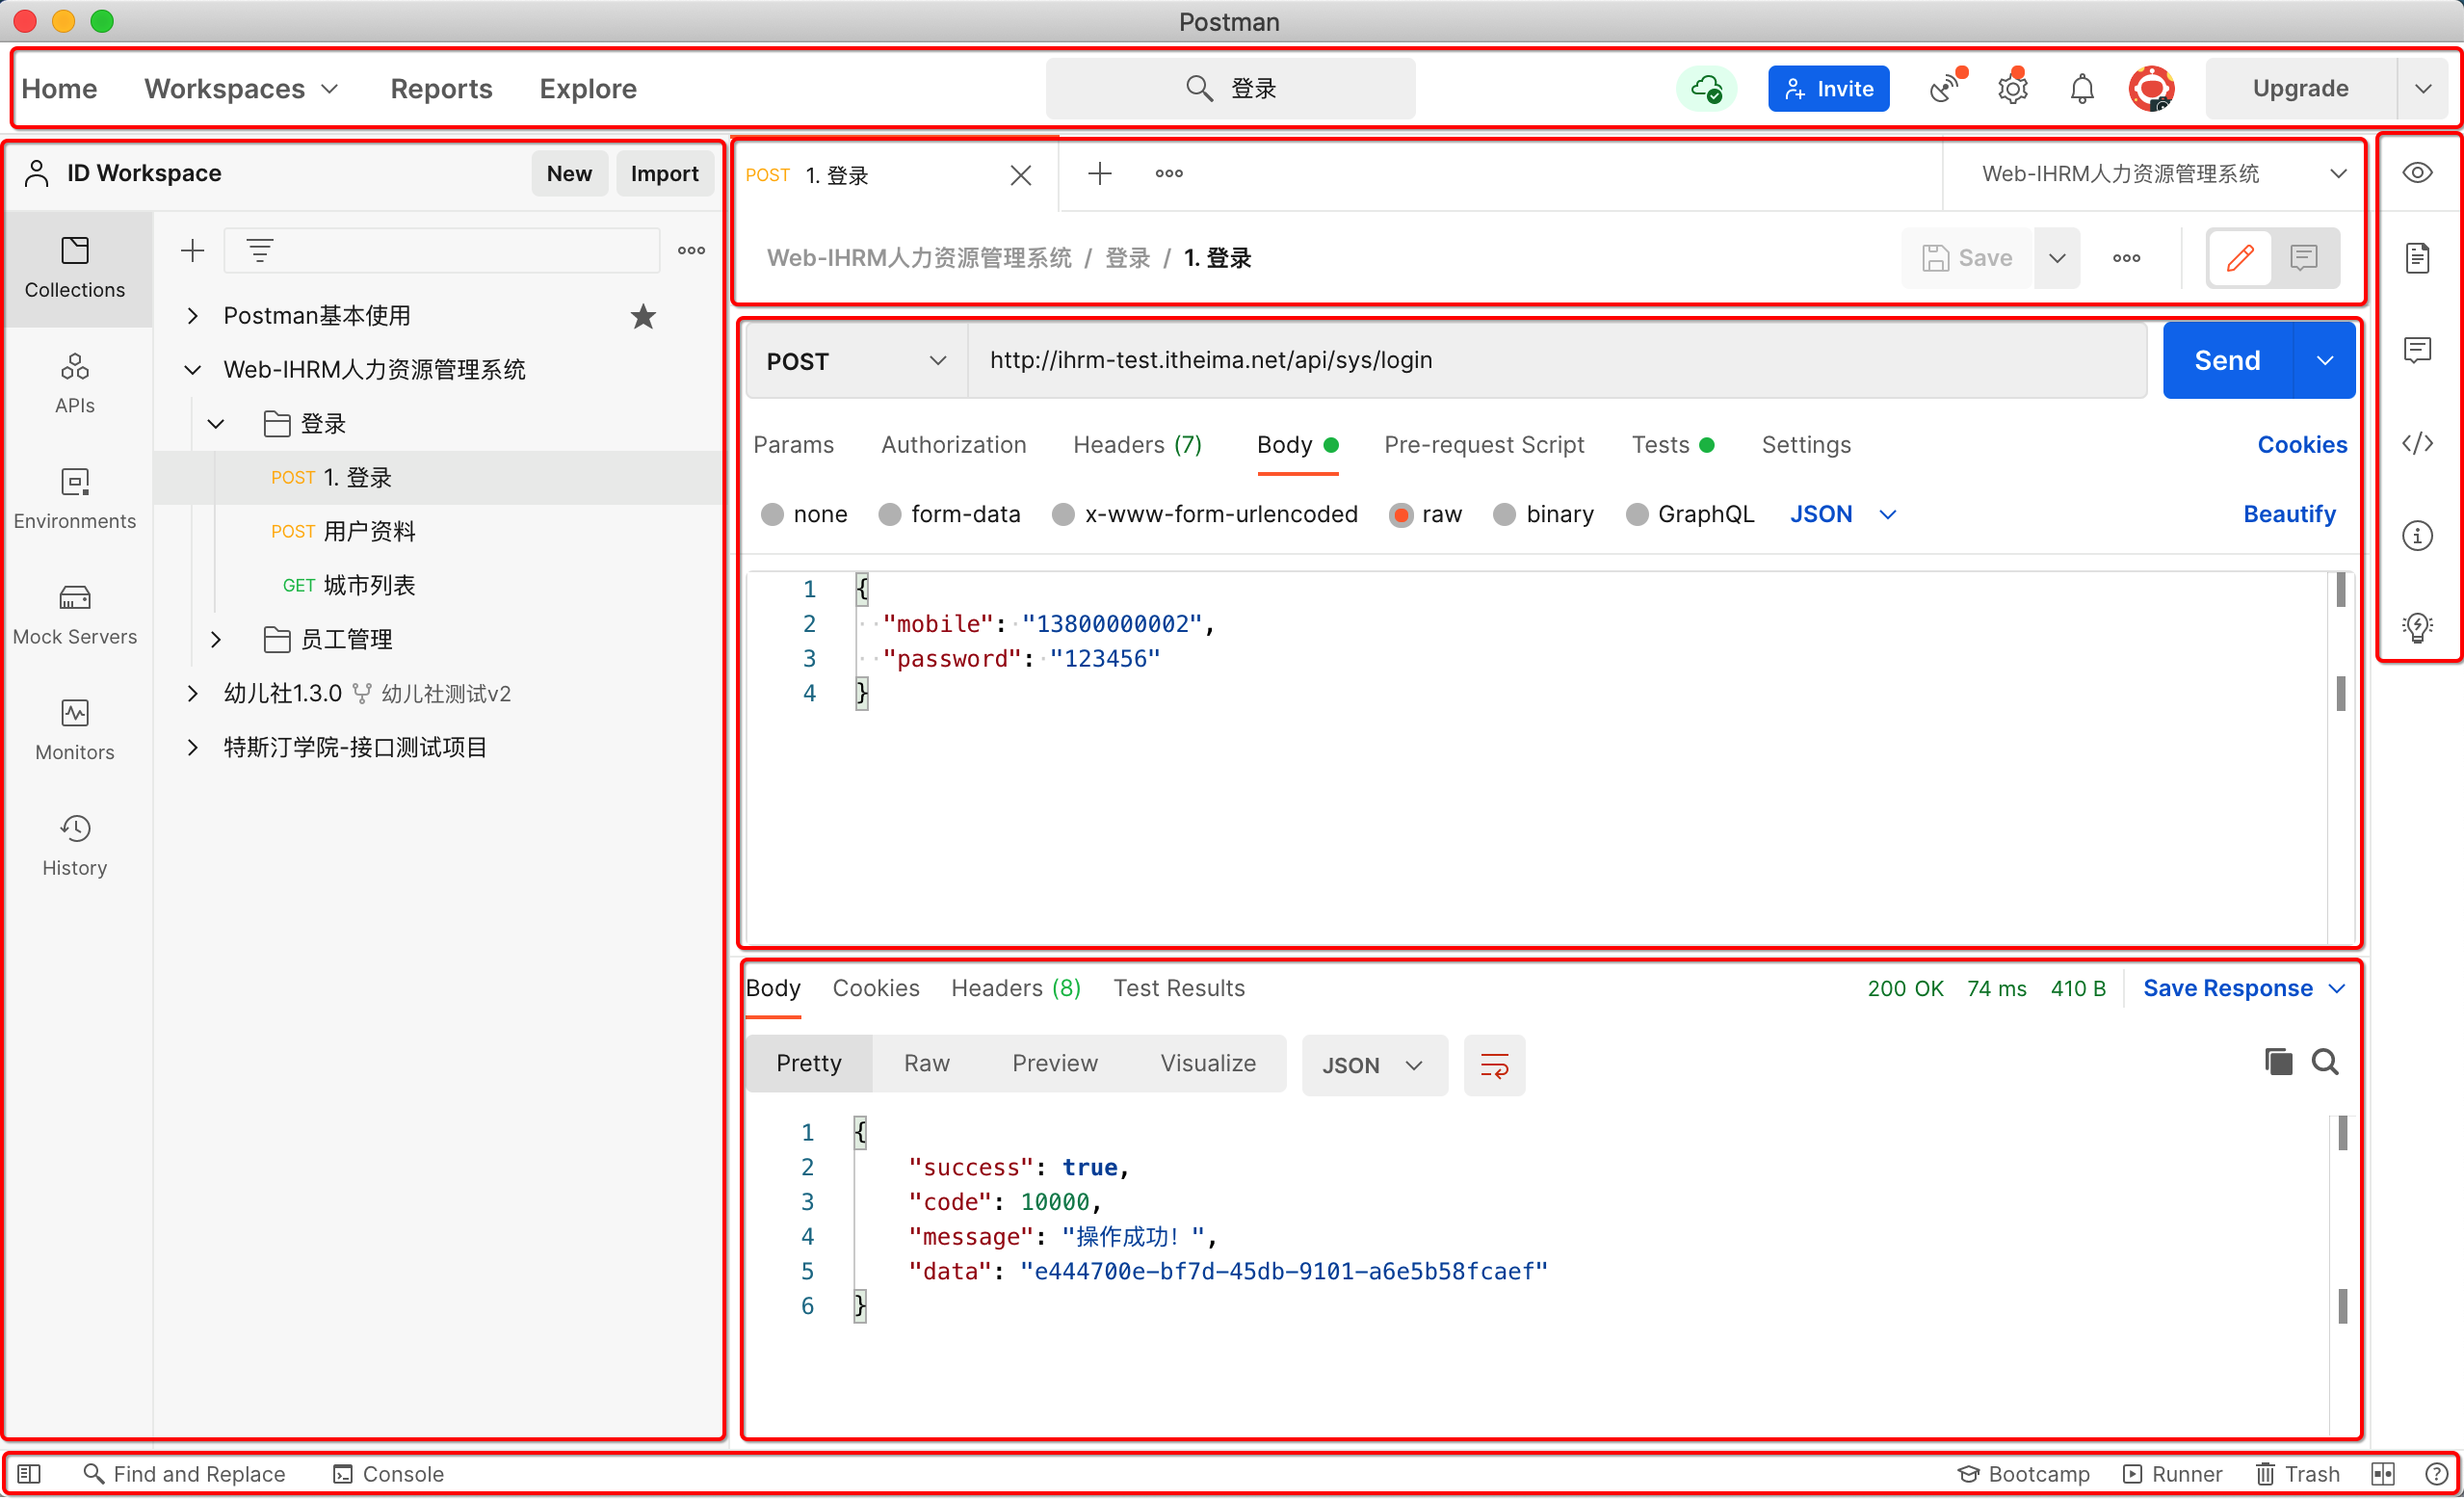 Postman
Home Workspaces Reports Explore 登录 Invite Upgrade
ID Workspace New Import
POST 1. 登录 Web-IHRM人力资源管理系统
Web-IHRM人力资源管理系统 / 登录 / 1. 登录 Save
Collections
APIs
Environments
Mock Servers
Monitors
History
Postman基本使用
Web-IHRM人力资源管理系统
登录
POST 1. 登录
POST 用户资料
GET 城市列表
员工管理
幼儿社1.3.0 幼儿社测试v2
特斯汀学院-接口测试项目
POST http://ihrm-test.itheima.net/api/sys/login Send
Params Authorization Headers (7) Body Pre-request Script Tests Settings Cookies
none form-data x-www-form-urlencoded raw binary GraphQL JSON Beautify
1 {
2 "mobile": "13800000002",
3 "password": "123456"
4 }
Body Cookies Headers (8) Test Results 200 OK 74 ms 410 B Save Response
Pretty Raw Preview Visualize JSON
1 {
2 "success": true,
3 "code": 10000,
4 "message": "操作成功！",
5 "data": "e444700e-bf7d-45db-9101-a6e5b58fcaef"
6 }
Find and Replace Console Bootcamp Runner Trash